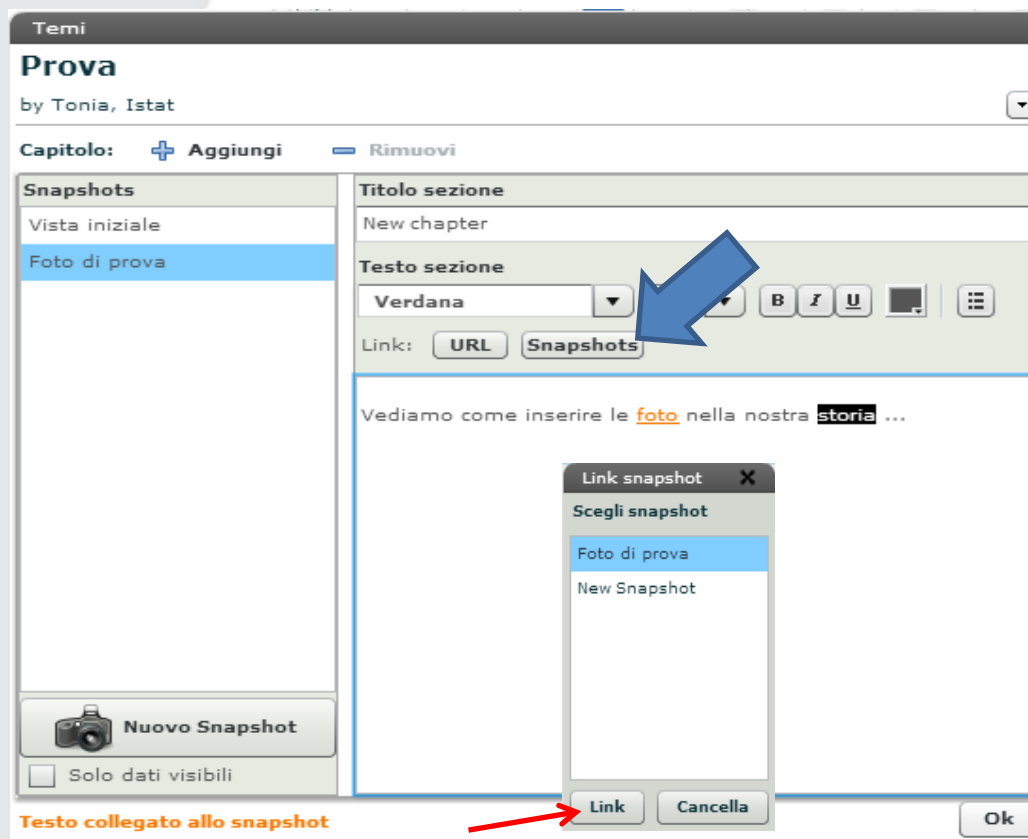 Temi
Prova
by Tonia, Istat
Capitolo: Aggiungi Rimuovi
Snapshots
Vista iniziale
Foto di prova
Nuovo Snapshot
Solo dati visibili
Titolo sezione
New chapter
Testo sezione
Verdana
B I U
Link: URL Snapshots
Vediamo come inserire le foto nella nostra storia ...
Link snapshot X
Scegli snapshot
Foto di prova
New Snapshot
Link Cancella
Testo collegato allo snapshot
Ok